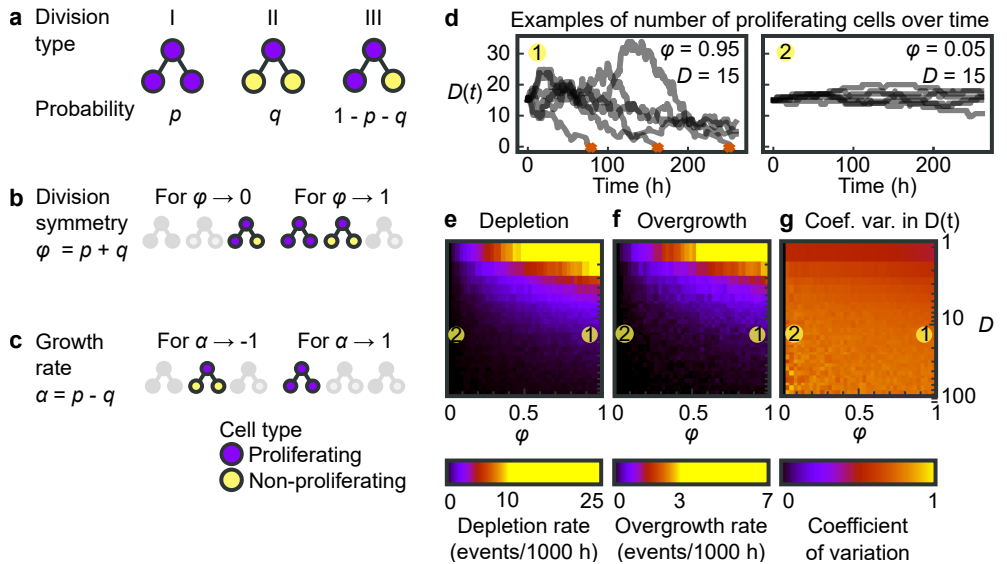 a Division type I II III
Probability p q 1 - p - q
b Division symmetry φ = p + q
For φ → 0 For φ → 1
c Growth rate α = p - q
For α → -1 For α → 1
Cell type
Proliferating
Non-proliferating
d Examples of number of proliferating cells over time
1 φ = 0.95
D = 15
2 φ = 0.05
D = 15
D(t)
30
20
10
0
0 100 200
Time (h)
0 100 200
Time (h)
e Depletion
2 1
0 0.5 1
φ
0 10 25
Depletion rate
(events/1000 h)
f Overgrowth
2 1
0 0.5 1
φ
0 3 7
Overgrowth rate
(events/1000 h)
g Coef. var. in D(t)
2 1
1
10
100
D
0 0.5 1
φ
0 1
Coefficient
of variation